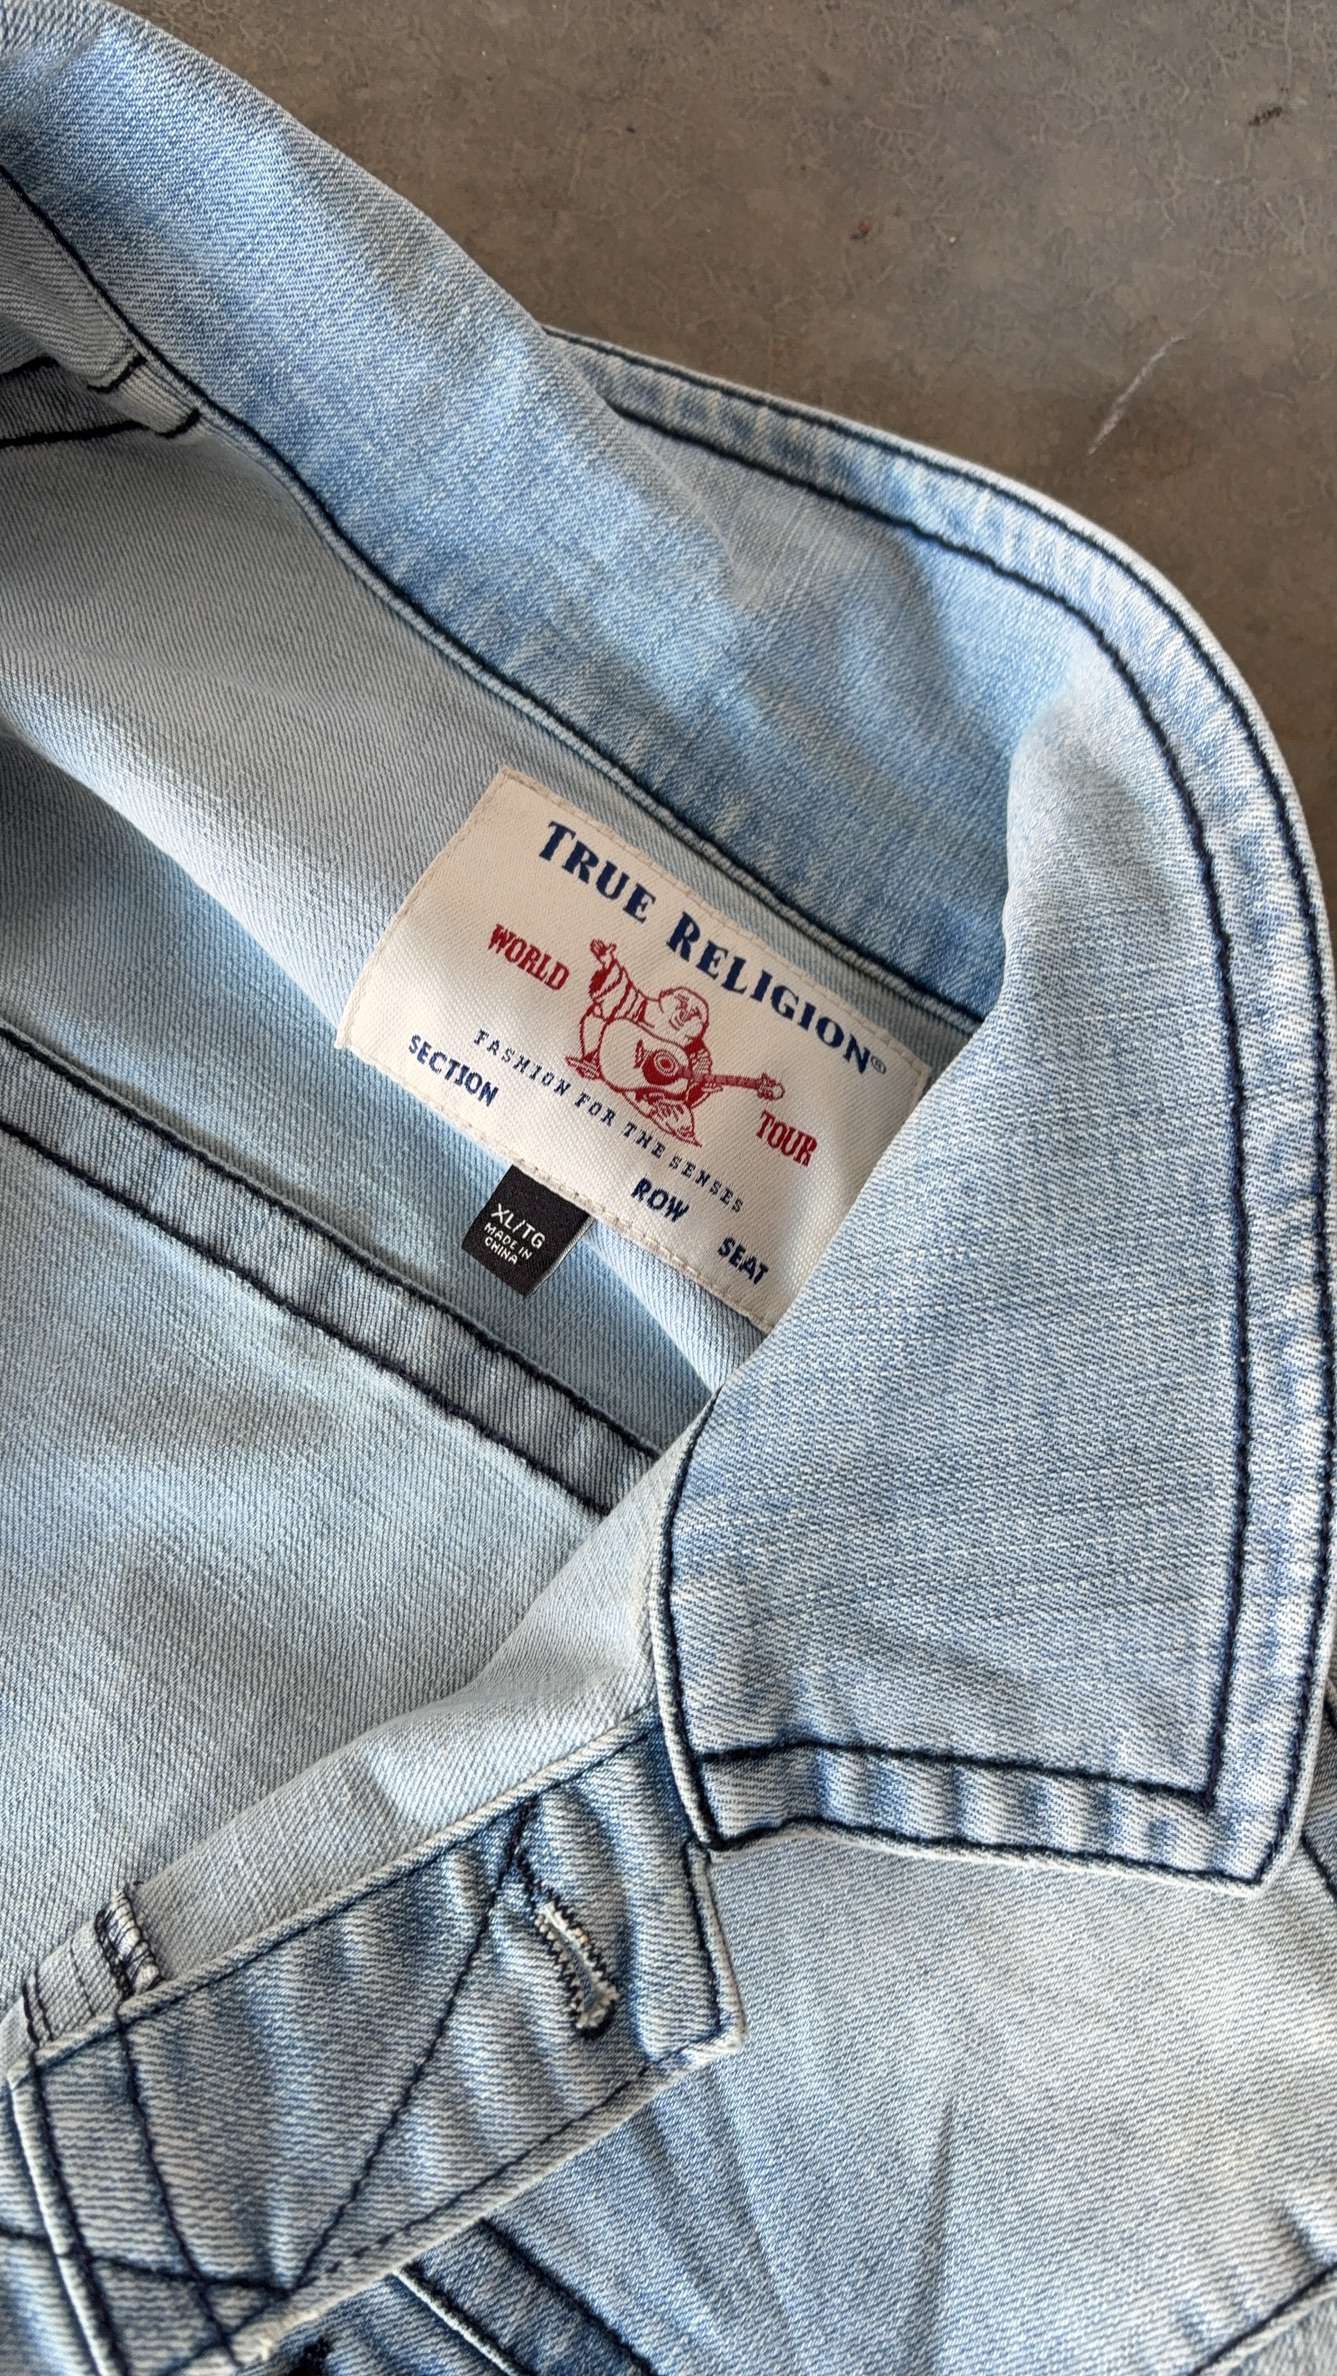 TRUE RELIGION®
WORLD
TOUR
FASHION FOR THE SENSES
SECTION
ROW
SEAT
XL/TG
MADE IN
CHINA